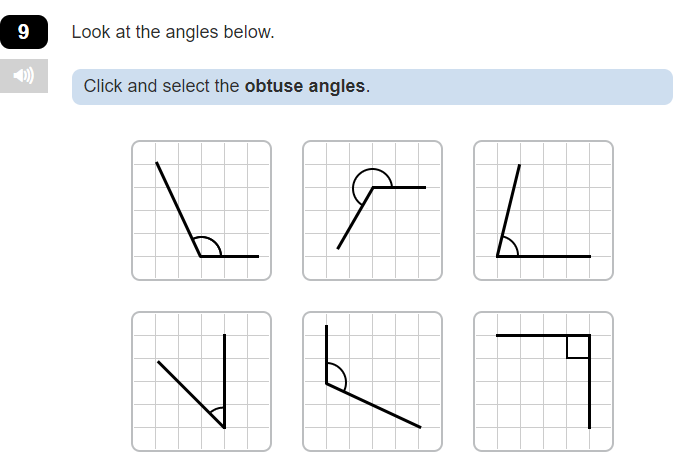 9
Look at the angles below.
Click and select the obtuse angles.